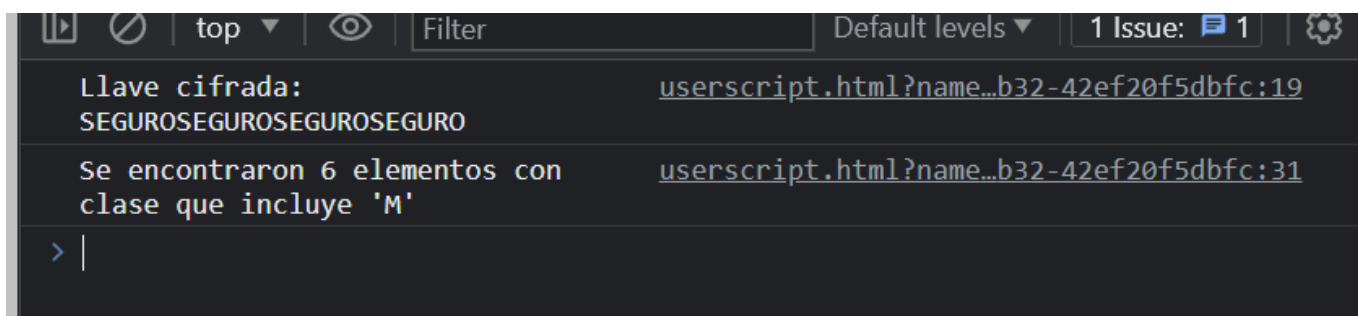 top Filter Default levels 1 Issue: 1
Llave cifrada: userscript.html?name…b32-42ef20f5dbfc:19
SEGUROSEGUROSEGUROSEGURO
Se encontraron 6 elementos con userscript.html?name…b32-42ef20f5dbfc:31
clase que incluye 'M'
>